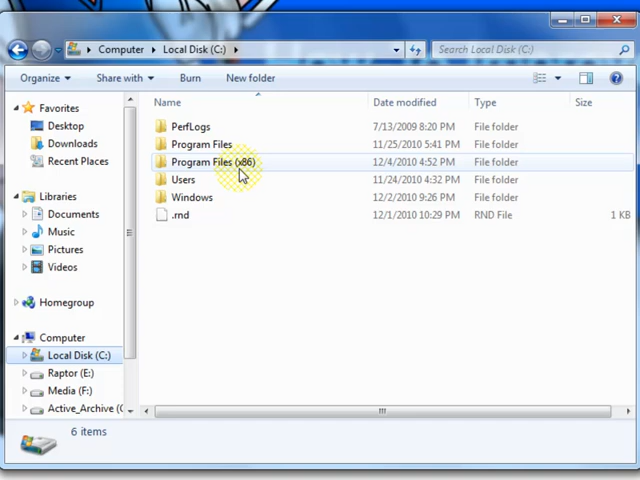 Computer Local Disk (C:) Search Local Disk (C:)
Organize Share with Burn New folder
Favorites
Desktop
Downloads
Recent Places
Libraries
Documents
Music
Pictures
Videos
Homegroup
Computer
Local Disk (C:)
Raptor (E:)
Media (F:)
Active_Archive (
Name Date modified Type Size
PerfLogs 7/13/2009 8:20 PM File folder
Program Files 11/25/2010 5:41 PM File folder
Program Files (x86) 12/4/2010 4:52 PM File folder
Users 11/24/2010 4:32 PM File folder
Windows 12/2/2010 9:26 PM File folder
.rnd 12/1/2010 10:29 PM RND File 1 KB
6 items